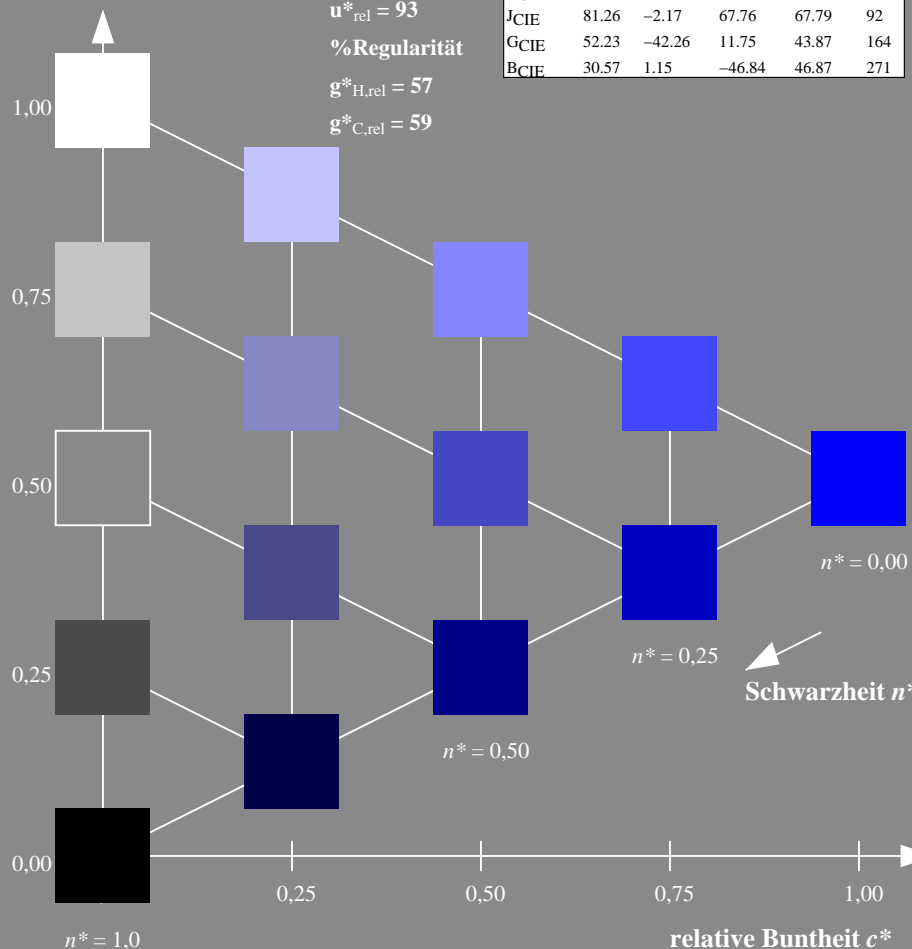 u*rel = 93
%Regularität
g*H,rel = 57
g*C,rel = 59
JCIE 81.26 −2.17 67.76 67.79 92
GCIE 52.23 −42.26 11.75 43.87 164
BCIE 30.57 1.15 −46.84 46.87 271
1,00
0,75
0,50
n* = 0,00
n* = 0,25
0,25
Schwarzheit n*
n* = 0,50
0,00
0,25 0,50 0,75 1,00
n* = 1,0
relative Buntheit c*